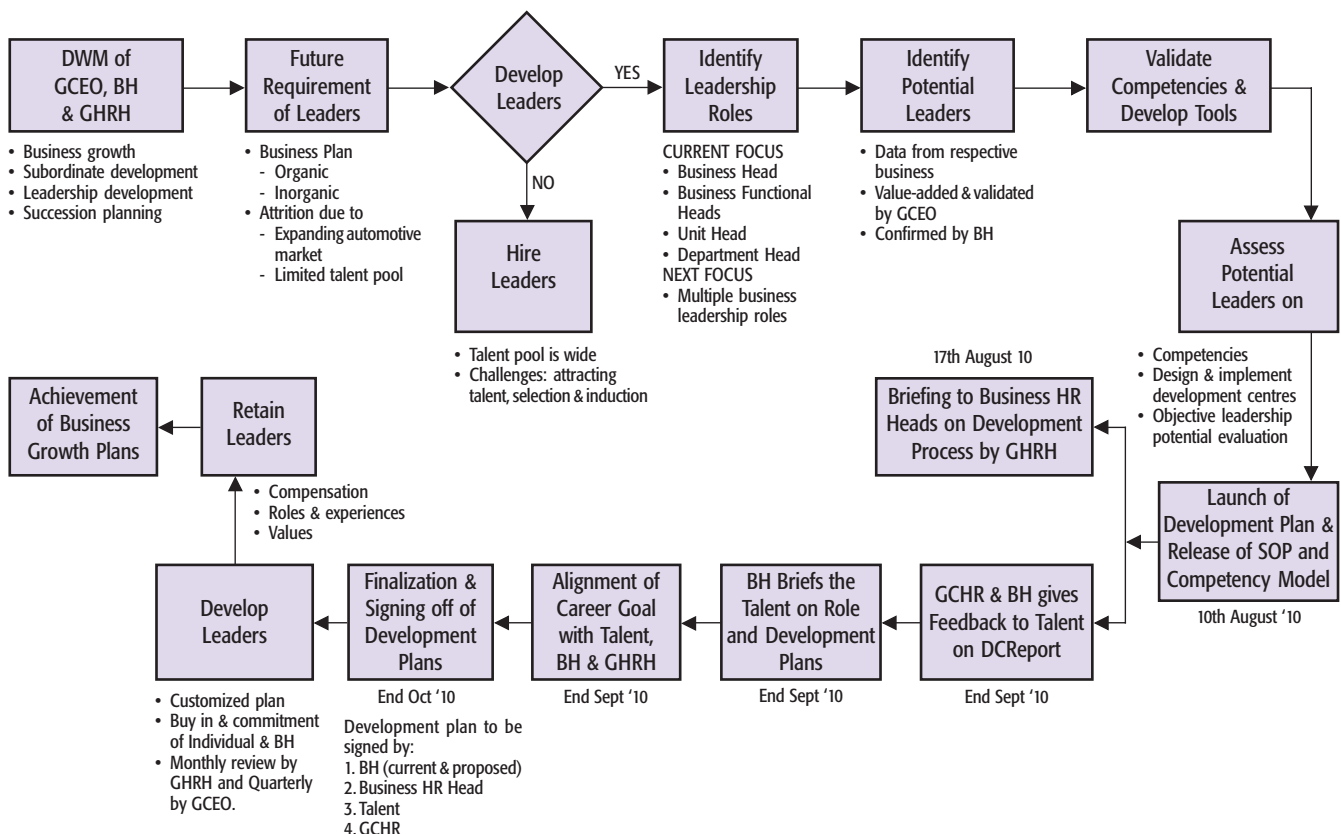 DWM of
GCEO, BH
& GHRH
• Business growth
• Subordinate development
• Leadership development
• Succession planning
Future
Requirement
of Leaders
• Business Plan
- Organic
- Inorganic
• Attrition due to
- Expanding automotive
market
- Limited talent pool
Develop
Leaders
YES
NO
Hire
Leaders
• Talent pool is wide
• Challenges: attracting
talent, selection & induction
Identify
Leadership
Roles
CURRENT FOCUS
• Business Head
• Business Functional
Heads
• Unit Head
• Department Head
NEXT FOCUS
• Multiple business
leadership roles
Identify
Potential
Leaders
• Data from respective
business
• Value-added & validated
by GCEO
• Confirmed by BH
Validate
Competencies &
Develop Tools
Assess
Potential
Leaders on
• Competencies
• Design & implement
development centres
• Objective leadership
potential evaluation
Launch of
Development Plan &
Release of SOP and
Competency Model
10th August ‘10
17th August 10
Briefing to Business HR
Heads on Development
Process by GHRH
GCHR & BH gives
Feedback to Talent
on DCReport
End Sept ‘10
BH Briefs the
Talent on Role
and Development
Plans
End Sept ‘10
Alignment of
Career Goal
with Talent,
BH & GHRH
End Sept ‘10
Finalization &
Signing off of
Development
Plans
End Oct ‘10
Development plan to be
signed by:
1. BH (current & proposed)
2. Business HR Head
3. Talent
4. GCHR
Develop
Leaders
• Customized plan
• Buy in & commitment
of Individual & BH
• Monthly review by
GHRH and Quarterly
by GCEO.
Retain
Leaders
• Compensation
• Roles & experiences
• Values
Achievement
of Business
Growth Plans